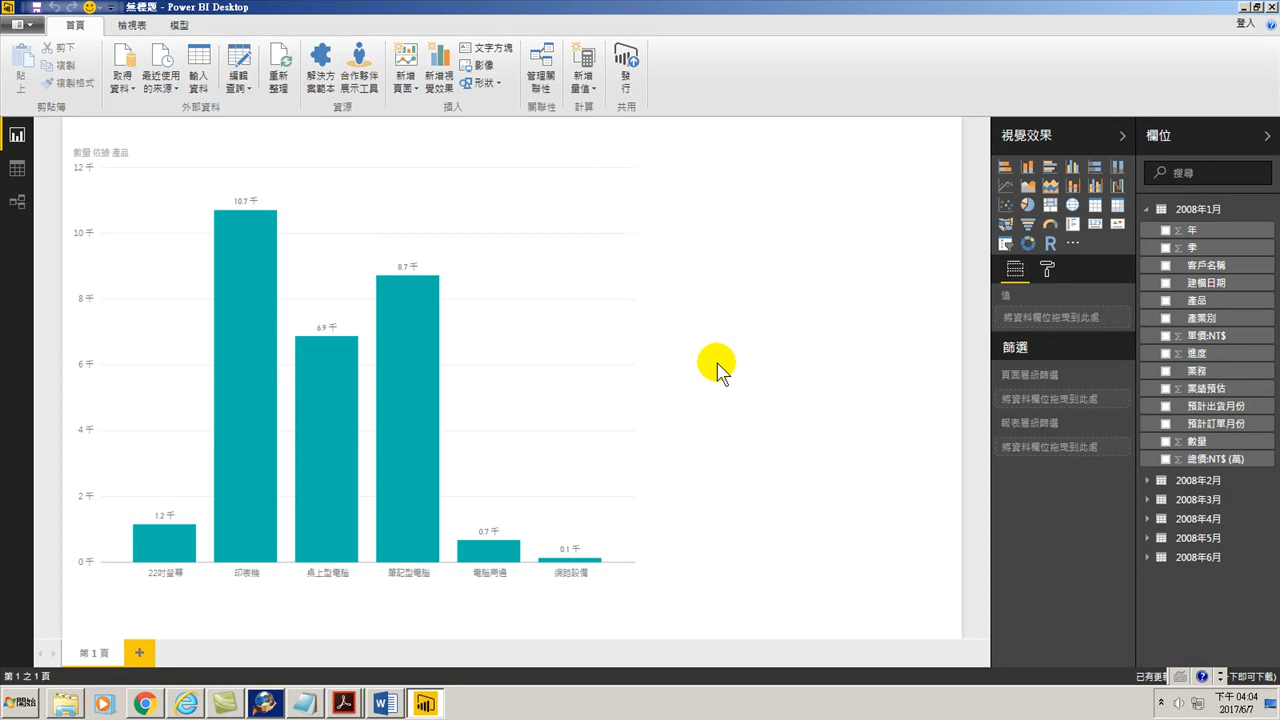 無標題 - Power BI Desktop
首頁 檢視表 模型
登入
貼上
剪下
複製
複製格式
剪貼簿
取得資料
最近使用的來源
輸入資料
編輯查詢
外部資料
重新整理
解決方案範本
合作夥伴展示工具
資源
新增頁面
新增視覺效果
文字方塊
影像
形狀
插入
管理關聯性
關聯性
新增量值
計算
發行
共用
數量 依據 產品
12 千
10 千
8 千
6 千
4 千
2 千
0 千
1.2 千
10.7 千
6.9 千
8.7 千
0.7 千
0.1 千
22吋螢幕 印表機 桌上型電腦 筆記型電腦 電腦周邊 網路設備
視覺效果
值
將資料欄位拖曳到此處
篩選
頁面層級篩選
將資料欄位拖曳到此處
報表層級篩選
將資料欄位拖曳到此處
欄位
搜尋
2008年1月
年
季
客戶名稱
建檔日期
產品
產業別
單價:NT$
進度
業務
業績預估
預計出貨月份
預計訂單月份
數量
總價:NT$ (萬)
2008年2月
2008年3月
2008年4月
2008年5月
2008年6月
第 1 頁
第 1 之 1 頁
已有更新
下即可下載)
開始
下午 04:04
2017/6/7